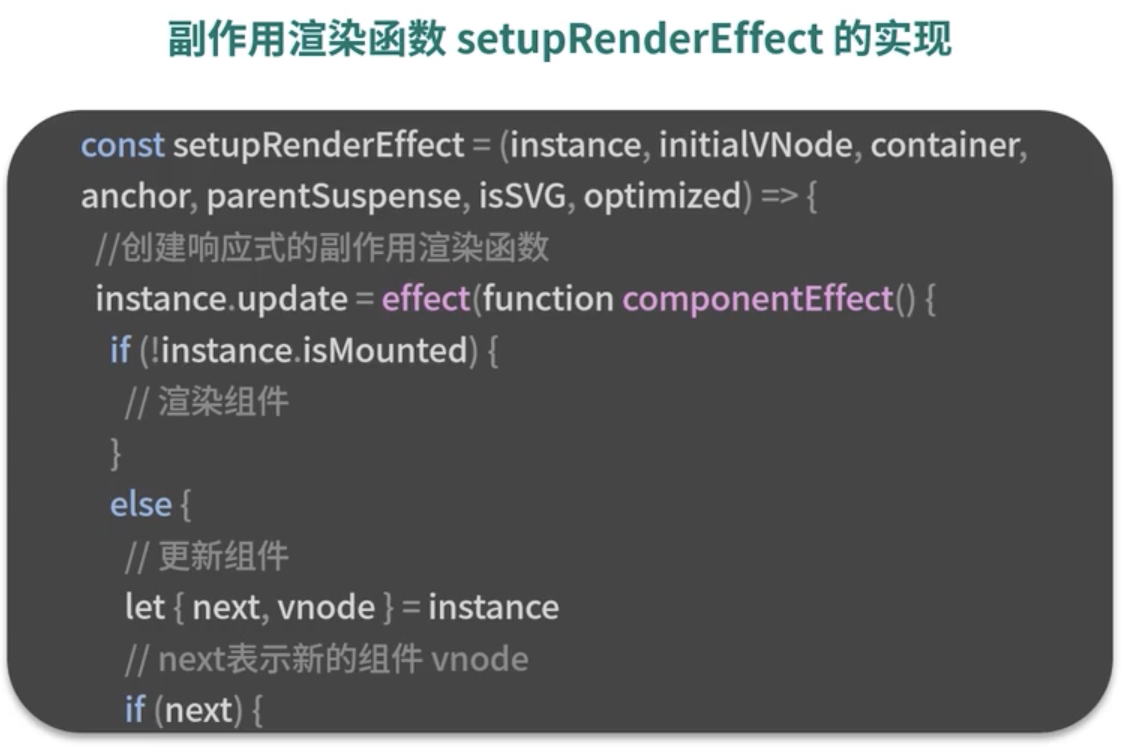 副作用渲染函数 setupRenderEffect 的实现
const setupRenderEffect = (instance, initialVNode, container,
anchor, parentSuspense, isSVG, optimized) => {
//创建响应式的副作用渲染函数
instance.update = effect(function componentEffect() {
if (!instance.isMounted) {
// 渲染组件
}
else {
// 更新组件
let { next, vnode } = instance
// next表示新的组件 vnode
if (next) {